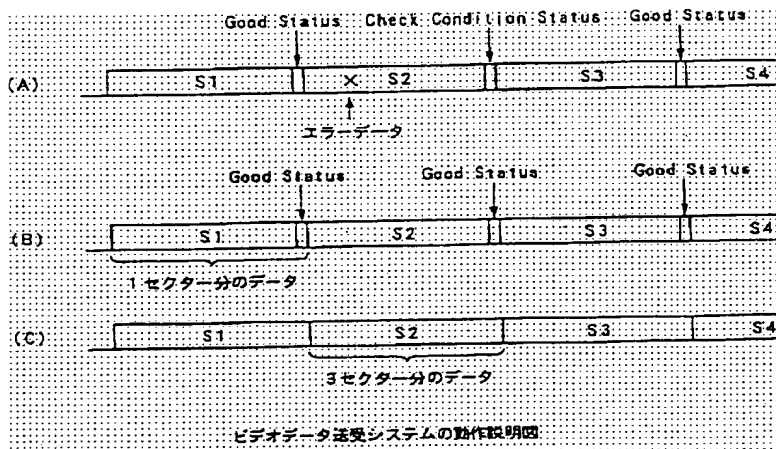 Good Status Check Condition Status Good Status
(A) S1 × S2 S3 S4
エラーデータ
Good Status Good Status Good Status
(B) S1 S2 S3 S4
1セクター分のデータ
(C) S1 S2 S3 S4
3セクター分のデータ
ビデオデータ送受システムの動作説明図